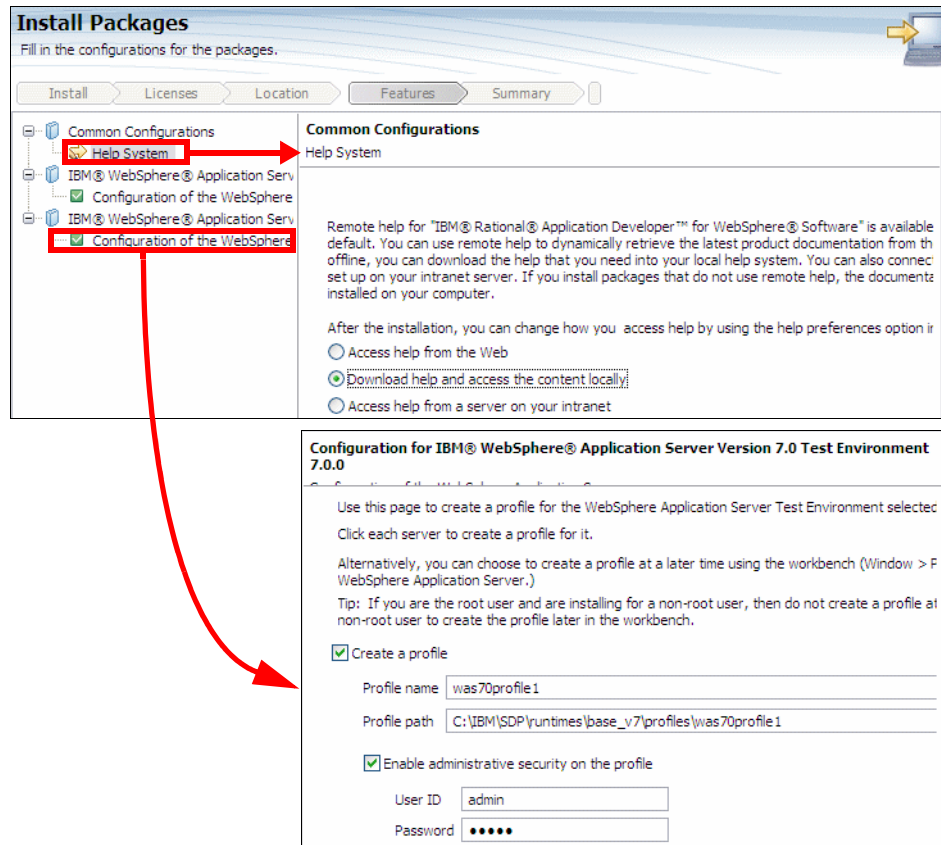 Install Packages
Fill in the configurations for the packages.
Install Licenses Location Features Summary
Common Configurations
Help System
IBM® WebSphere® Application Serv
Configuration of the WebSphere
IBM® WebSphere® Application Serv
Configuration of the WebSphere
Common Configurations
Help System
Remote help for "IBM® Rational® Application Developer™ for WebSphere® Software" is available
default. You can use remote help to dynamically retrieve the latest product documentation from th
offline, you can download the help that you need into your local help system. You can also connec
set up on your intranet server. If you install packages that do not use remote help, the documenta
installed on your computer.
After the installation, you can change how you access help by using the help preferences option in
Access help from the Web
Download help and access the content locally
Access help from a server on your intranet
Configuration for IBM® WebSphere® Application Server Version 7.0 Test Environment
7.0.0
Use this page to create a profile for the WebSphere Application Server Test Environment selected
Click each server to create a profile for it.
Alternatively, you can choose to create a profile at a later time using the workbench (Window > P
WebSphere Application Server.)
Tip: If you are the root user and are installing for a non-root user, then do not create a profile at
non-root user to create the profile later in the workbench.
Create a profile
Profile name was70profile1
Profile path C:\IBM\SDP\runtimes\base_v7\profiles\was70profile1
Enable administrative security on the profile
User ID admin
Password ●●●●●